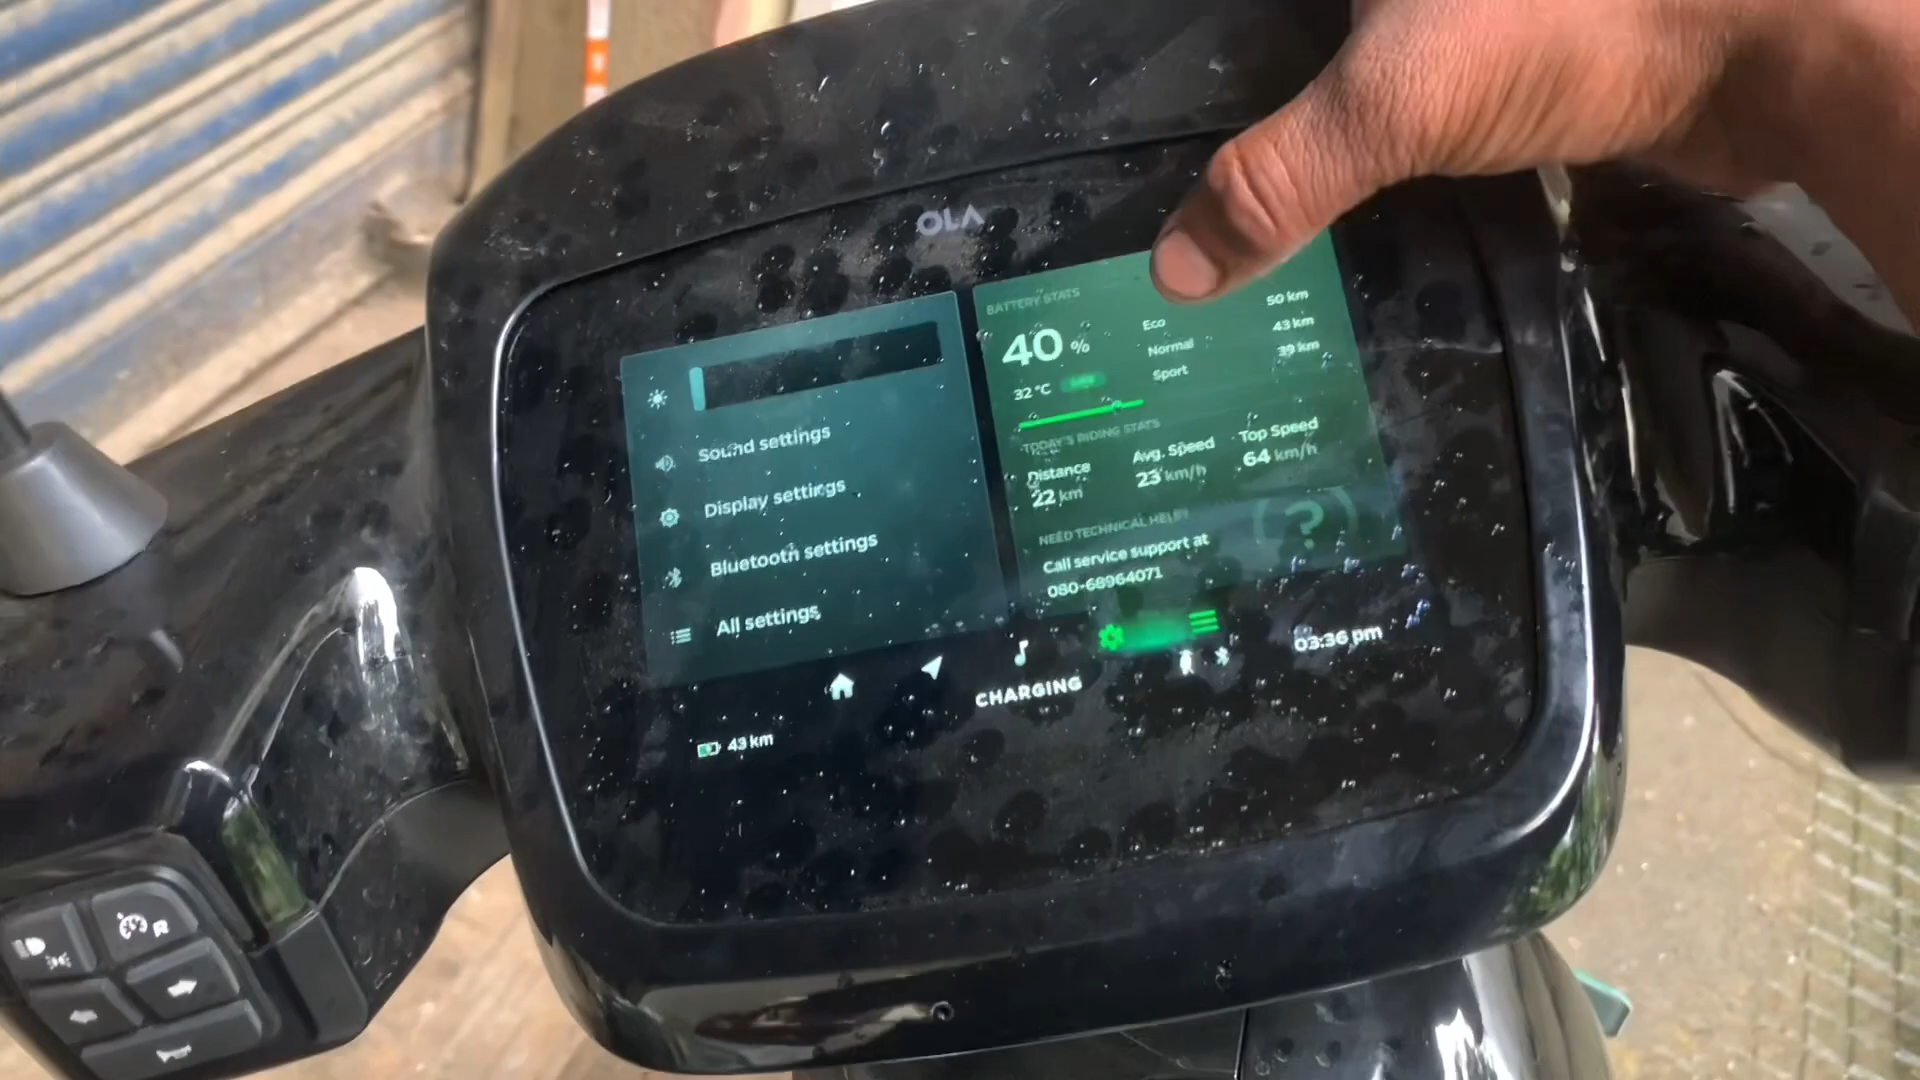 OLA
Sound settings
Display settings
Bluetooth settings
All settings
BATTERY STATS
40 %
32 °C
Eco 50 km
Normal 43 km
Sport 39 km
TODAY'S RIDING STATS
Distance Avg. Speed Top Speed
22 km 23 km/h 64 km/h
NEED TECHNICAL HELP?
Call service support at
080-68964071
?
CHARGING
03:36 pm
43 km
R